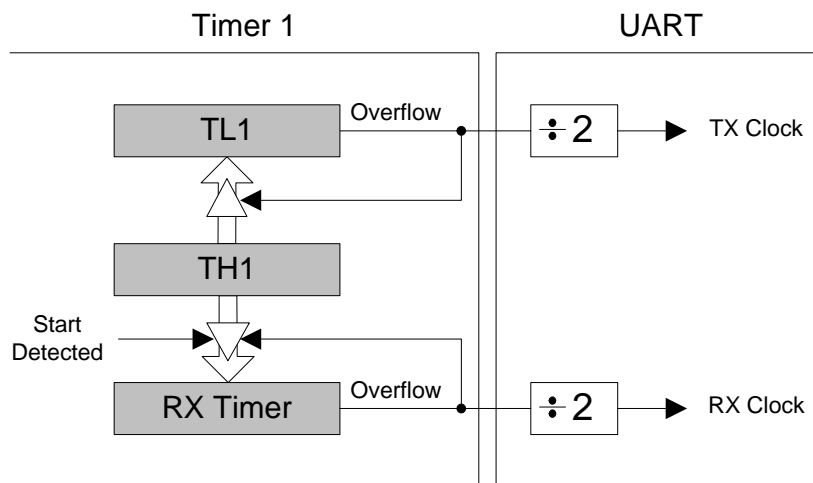 Timer 1
UART
TL1
Overflow
÷ 2
TX Clock
TH1
Start
Detected
RX Timer
Overflow
÷ 2
RX Clock